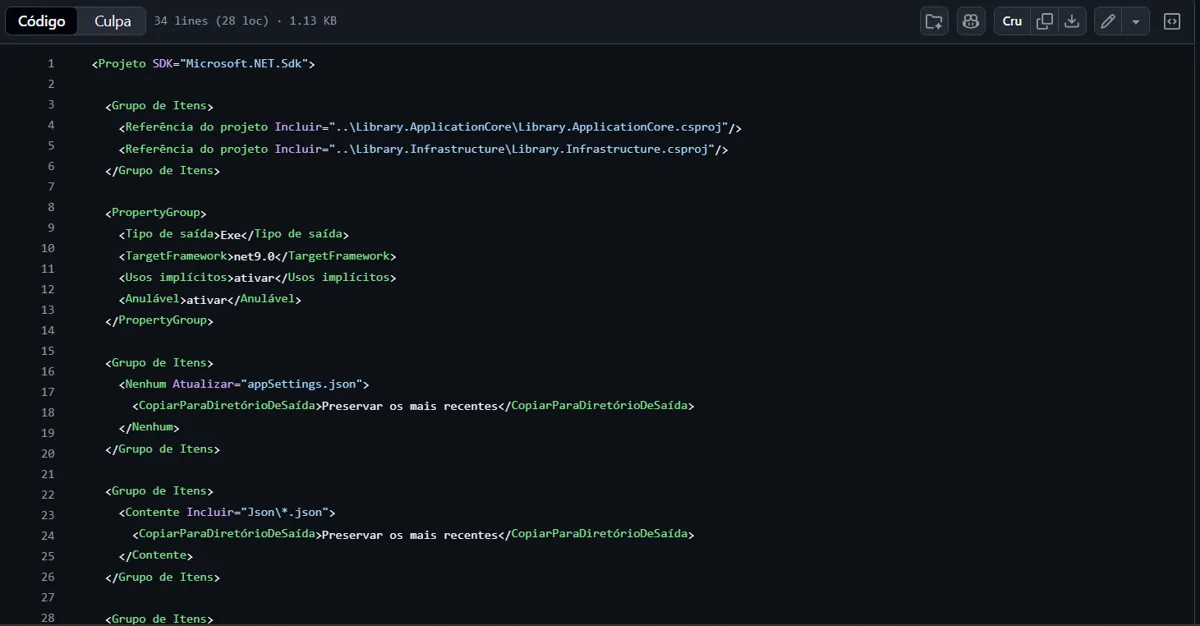 Código Culpa 34 lines (28 loc) · 1.13 KB Cru
1 <Projeto SDK="Microsoft.NET.Sdk">
2
3 <Grupo de Itens>
4 <Referência do projeto Incluir="..\Library.ApplicationCore\Library.ApplicationCore.csproj"/>
5 <Referência do projeto Incluir="..\Library.Infrastructure\Library.Infrastructure.csproj"/>
6 </Grupo de Itens>
7
8 <PropertyGroup>
9 <Tipo de saída>Exe</Tipo de saída>
10 <TargetFramework>net9.0</TargetFramework>
11 <Usos implícitos>ativar</Usos implícitos>
12 <Anulável>ativar</Anulável>
13 </PropertyGroup>
14
15 <Grupo de Itens>
16 <Nenhum Atualizar="appSettings.json">
17 <CopiarParaDiretórioDeSaída>Preservar os mais recentes</CopiarParaDiretórioDeSaída>
18 </Nenhum>
19 </Grupo de Itens>
20
21
22 <Grupo de Itens>
23 <Contente Incluir="Json\*.json">
24 <CopiarParaDiretórioDeSaída>Preservar os mais recentes</CopiarParaDiretórioDeSaída>
25 </Contente>
26 </Grupo de Itens>
27
28 <Grupo de Itens>